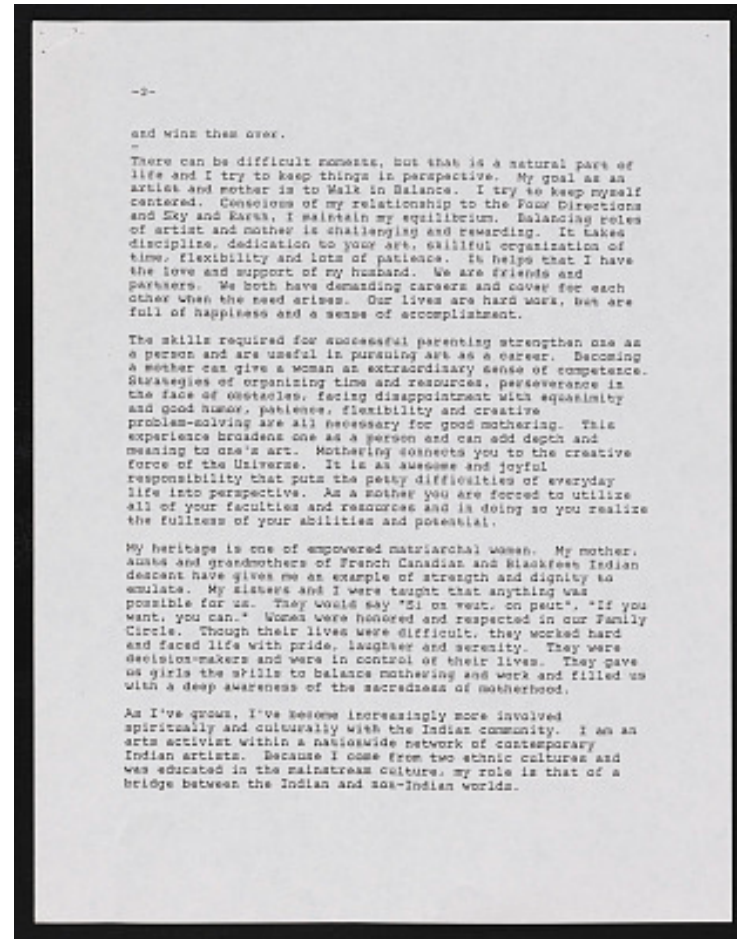 -2-
and wins them over.
There can be difficult moments, but that is a natural part of
life and I try to keep things in perspective. My goal as an
artist and mother is to Walk in Balance. I try to keep myself
centered. Conscious of my relationship to the Four Directions
and Sky and Earth, I maintain my equilibrium. Balancing roles
of artist and mother is challenging and rewarding. It takes
discipline, dedication to your art, skillful organization of
time, flexibility and lots of patience. It helps that I have
the love and support of my husband. We are friends and
partners. We both have demanding careers and cover for each
other when the need arises. Our lives are hard work, but are
full of happiness and a sense of accomplishment.
The skills required for successful parenting strengthen one as
a person and are useful in pursuing art as a career. Becoming
a mother can give a woman an extraordinary sense of competence.
Strategies of organizing time and resources, perseverance in
the face of obstacles, facing disappointment with equanimity
and good humor, patience, flexibility and creative
problem-solving are all necessary for good mothering. This
experience broadens one as a person and can add depth and
meaning to one's art. Mothering connects you to the creative
force of the Universe. It is an awesome and joyful
responsibility that puts the petty difficulties of everyday
life into perspective. As a mother you are forced to utilize
all of your faculties and resources and in doing so you realize
the fullness of your abilities and potential.
My heritage is one of empowered matriarchal women. My mother,
aunts and grandmothers of French Canadian and Blackfeet Indian
descent have given me an example of strength and dignity to
emulate. My sisters and I were taught that anything was
possible for us. They would say "Si on veut, on peut", "If you
want, you can." Women were honored and respected in our Family
Circle. Though their lives were difficult, they worked hard
and faced life with pride, laughter and serenity. They were
decision-makers and were in control of their lives. They gave
us girls the skills to balance mothering and work and filled us
with a deep awareness of the sacredness of motherhood.
As I've grown, I've become increasingly more involved
spiritually and culturally with the Indian community. I am an
arts activist within a nationwide network of contemporary
Indian artists. Because I come from two ethnic cultures and
was educated in the mainstream culture, my role is that of a
bridge between the Indian and non-Indian worlds.